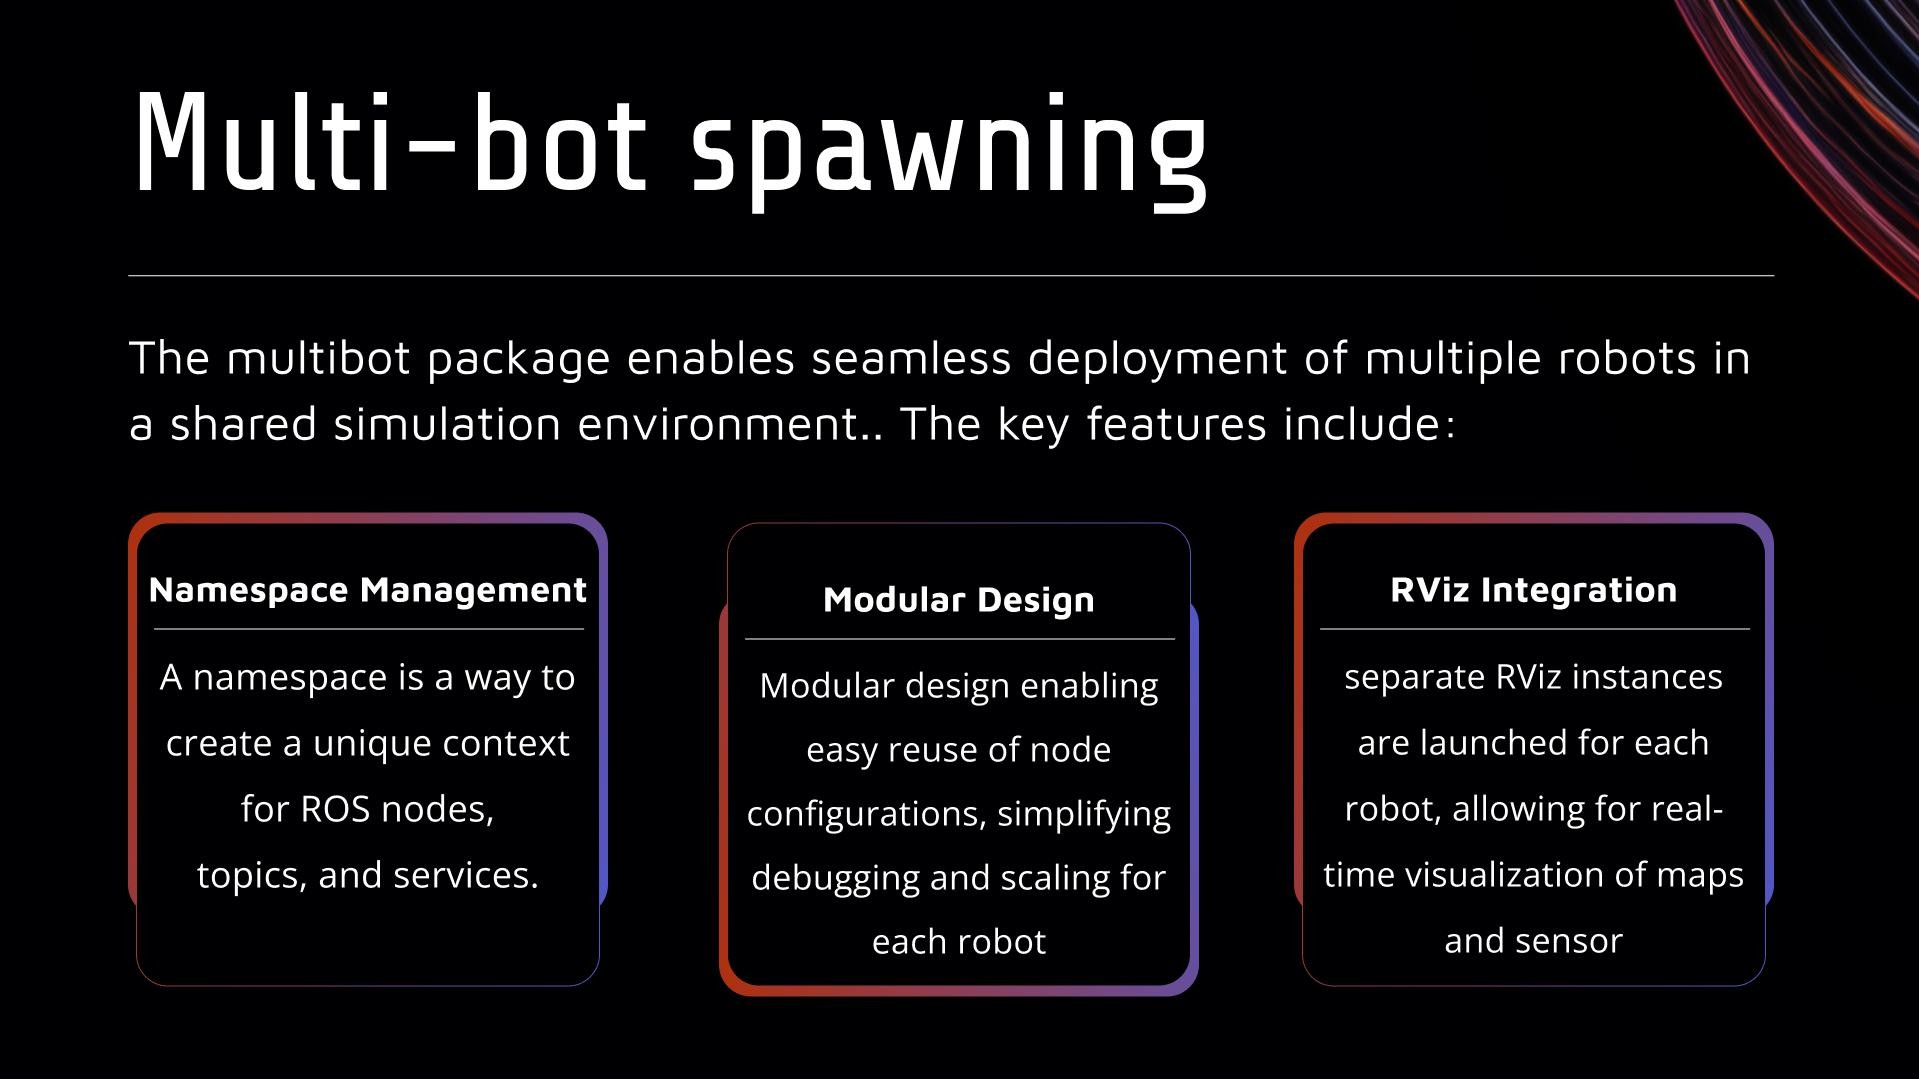 Multi-bot spawning
The multibot package enables seamless deployment of multiple robots in
a shared simulation environment.. The key features include:
Namespace Management
A namespace is a way to
create a unique context
for ROS nodes,
topics, and services.
Modular Design
Modular design enabling
easy reuse of node
configurations, simplifying
debugging and scaling for
each robot
RViz Integration
separate RViz instances
are launched for each
robot, allowing for real-
time visualization of maps
and sensor